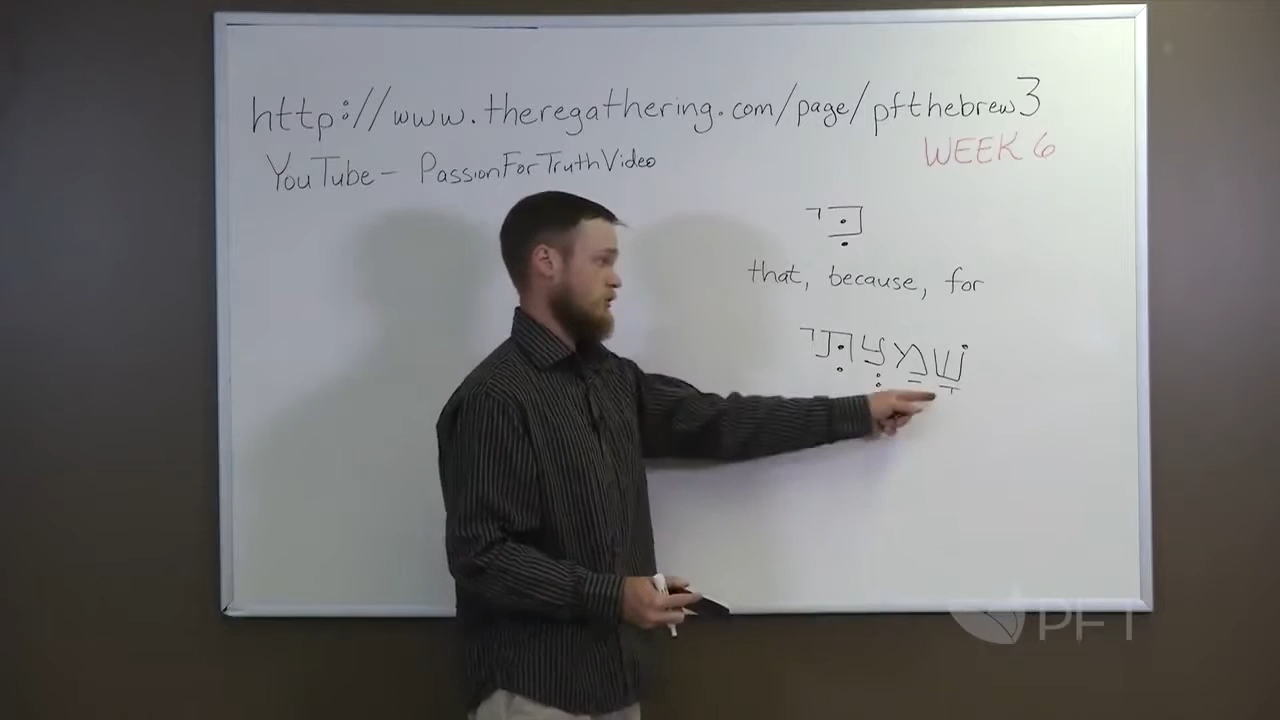 http://www.theregathering.com/page/pfthebrew3
WEEK 6
YouTube - PassionForTruthVideo
כִּי
that, because, for
שָׁמַעְתִּי
PFT